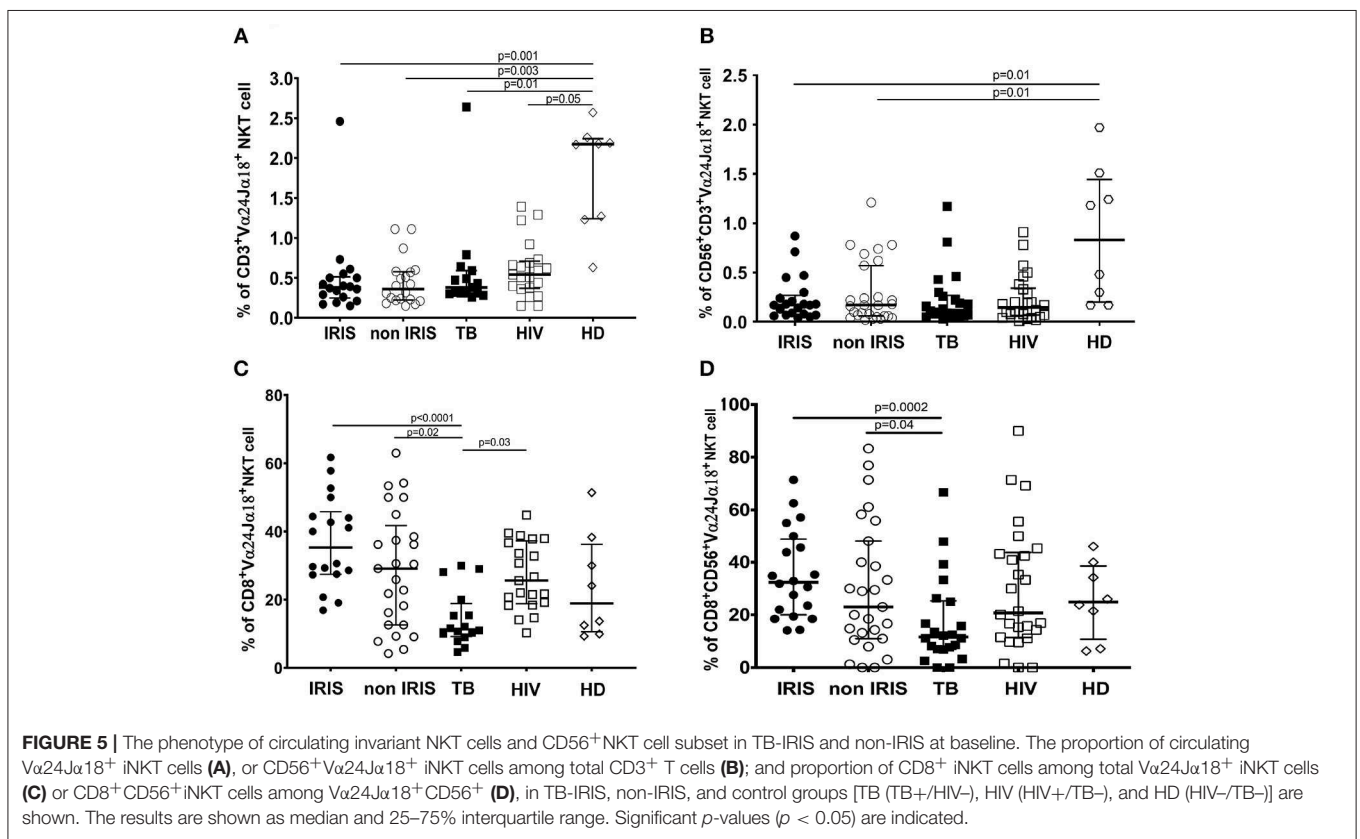 A
p=0.001
p=0.003
p=0.01
p=0.05
% of CD3⁺Vα24Jα18⁺ NKT cell
3.0
2.5
2.0
1.5
1.0
0.5
0.0
IRIS non IRIS TB HIV HD
B
p=0.01
p=0.01
% of CD56⁺CD3⁺Vα24Jα18⁺NKT cell
2.5
2.0
1.5
1.0
0.5
0.0
IRIS non IRIS TB HIV HD
C
p<0.0001
p=0.02
p=0.03
% of CD8⁺Vα24Jα18⁺NKT cell
80
60
40
20
0
IRIS non IRIS TB HIV HD
D
p=0.0002
p=0.04
% of CD8⁺CD56⁺Vα24Jα18⁺NKT cell
100
80
60
40
20
0
IRIS non IRIS TB HIV HD
FIGURE 5 | The phenotype of circulating invariant NKT cells and CD56⁺NKT cell subset in TB-IRIS and non-IRIS at baseline. The proportion of circulating
Vα24Jα18⁺ iNKT cells (A), or CD56⁺Vα24Jα18⁺ iNKT cells among total CD3⁺ T cells (B); and proportion of CD8⁺ iNKT cells among total Vα24Jα18⁺ iNKT cells
(C) or CD8⁺CD56⁺iNKT cells among Vα24Jα18⁺CD56⁺ (D), in TB-IRIS, non-IRIS, and control groups [TB (TB+/HIV–), HIV (HIV+/TB–), and HD (HIV–/TB–)] are
shown. The results are shown as median and 25–75% interquartile range. Significant p-values (p < 0.05) are indicated.